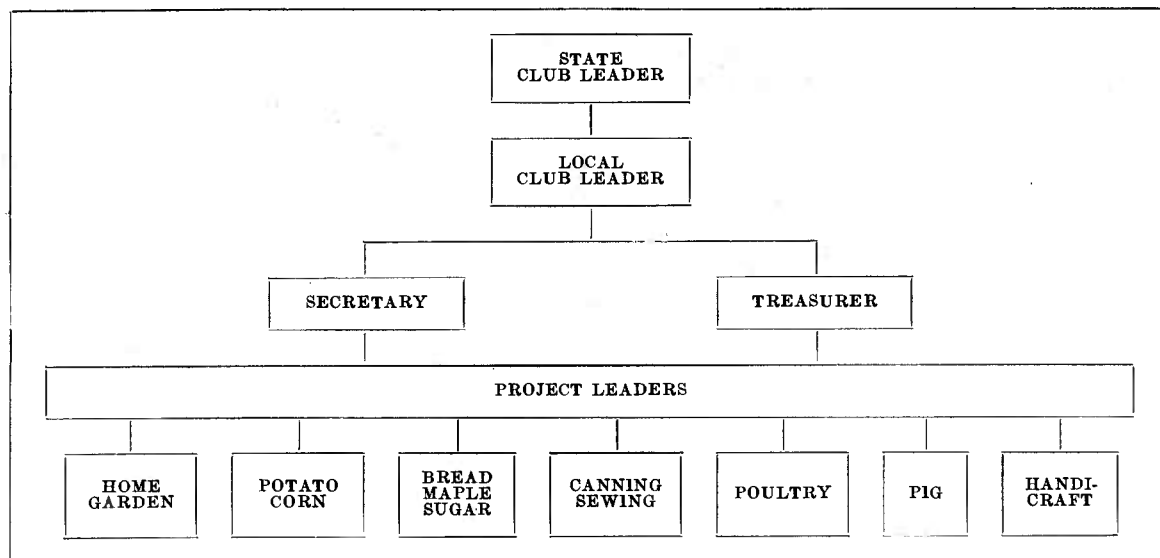 STATE
CLUB LEADER
LOCAL
CLUB LEADER
SECRETARY
TREASURER
PROJECT LEADERS
HOME
GARDEN
POTATO
CORN
BREAD
MAPLE
SUGAR
CANNING
SEWING
POULTRY
PIG
HANDI-
CRAFT